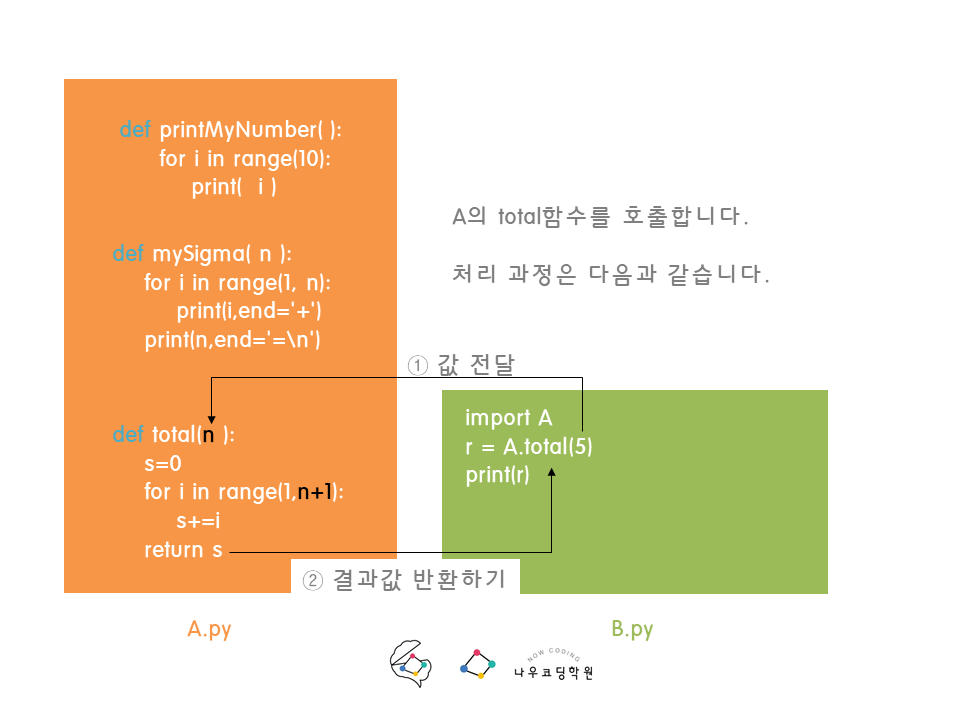 def printMyNumber( ):
for i in range(10):
print(  i )
def mySigma( n ):
for i in range(1, n):
print(i,end='+')
print(n,end='=\n')
def total(n ):
s=0
for i in range(1,n+1):
s+=i
return s
A의 total함수를 호출합니다.
처리 과정은 다음과 같습니다.
① 값 전달
import A
r = A.total(5)
print(r)
② 결과값 반환하기
A.py
B.py
NOW CODING
나우코딩학원